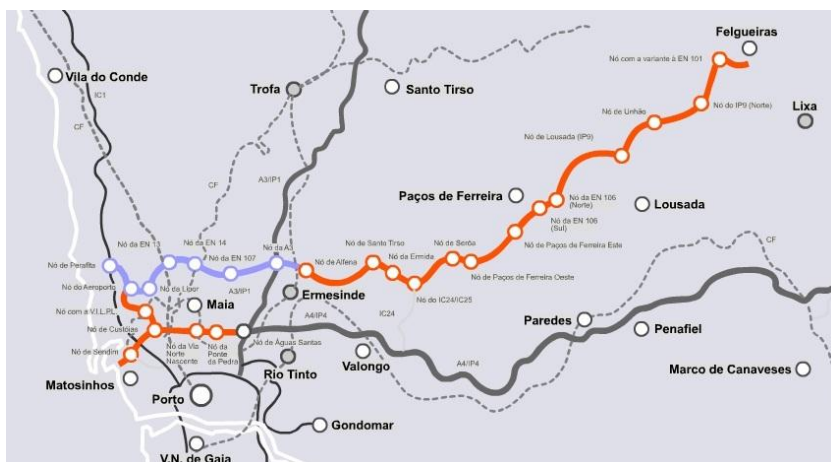 Felgueiras
Nó com a variante à EN 101
Vila do Conde
IC1
CF
Trofa
Santo Tirso
Nó de Unhão
Nó do IP9 (Norte)
Lixa
Nó de Lousada (IP9)
A3/IP1
CF
Paços de Ferreira
Nó da EN 106
(Norte)
Lousada
Nó da EN 106
(Sul)
Nó da EN 13
Nó da EN 14
Nó da A3
Nó de Santo Tirso
Nó de Serôa
Nó de Paços de Ferreira Este
CF
Nó de Perafita
Nó da EN 107
Nó de Alfena
Nó da Ermida
Nó de Paços de Ferreira Oeste
Nó do Aeroporto
Nó da Lipor
A3/IP1
Ermesinde
Nó do IC24/IC25
Maia
Nó com a V.I.L.P.L.
A4/IP4
IC24
Paredes
Penafiel
Nó de Custóias
Nó da Via
Norte
Nascente
Nó da
Ponte
da Pedra
Nó de Águas Santas
Nó de Sendim
Valongo
A4/IP4
Marco de Canaveses
Matosinhos
Rio Tinto
Porto
Gondomar
V.N. de Gaia